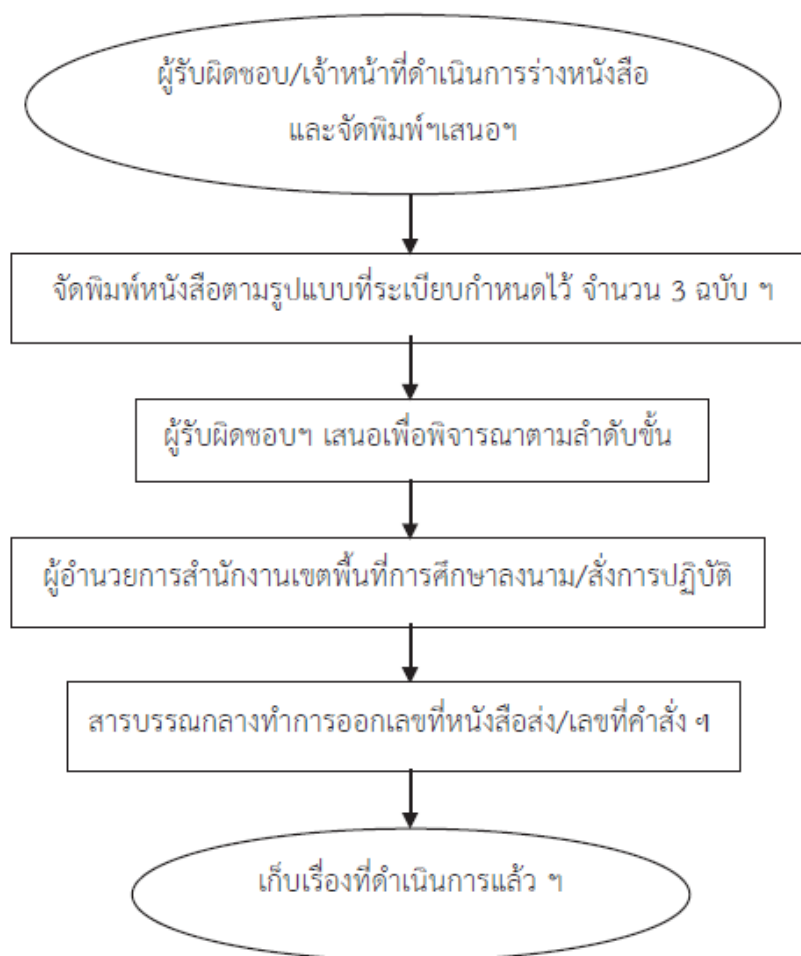 ผู้รับผิดชอบ/เจ้าหน้าที่ดำเนินการร่างหนังสือ
และจัดพิมพ์ฯเสนอฯ
จัดพิมพ์หนังสือตามรูปแบบที่ระเบียบกำหนดไว้ จำนวน 3 ฉบับ ฯ
ผู้รับผิดชอบฯ เสนอเพื่อพิจารณาตามลำดับขั้น
ผู้อำนวยการสำนักงานเขตพื้นที่การศึกษาลงนาม/สั่งการปฏิบัติ
สารบรรณกลางทำการออกเลขที่หนังสือส่ง/เลขที่คำสั่ง ฯ
เก็บเรื่องที่ดำเนินการแล้ว ฯ